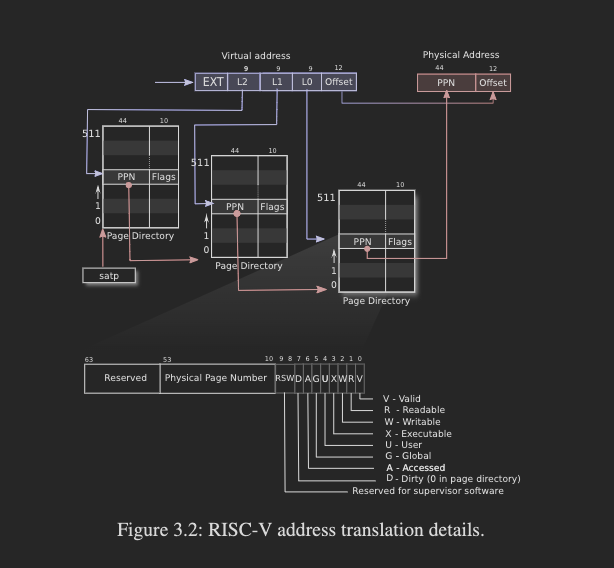 Virtual address
Physical Address
9 9 9 12
44 12
EXT L2 L1 L0 Offset
PPN Offset
44 10
511
PPN Flags
1
0
Page Directory
satp
44 10
511
PPN Flags
1
0
Page Directory
44 10
511
PPN Flags
1
0
Page Directory
63 53 10 9 8 7 6 5 4 3 2 1 0
Reserved Physical Page Number RSW D A G U X W R V
V - Valid
R - Readable
W - Writable
X - Executable
U - User
G - Global
A - Accessed
D - Dirty (0 in page directory)
Reserved for supervisor software
Figure 3.2: RISC-V address translation details.